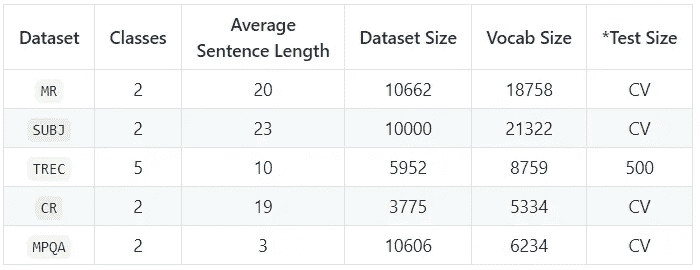 Dataset Classes Average Sentence Length Dataset Size Vocab Size *Test Size
MR 2 20 10662 18758 CV
SUBJ 2 23 10000 21322 CV
TREC 5 10 5952 8759 500
CR 2 19 3775 5334 CV
MPQA 2 3 10606 6234 CV